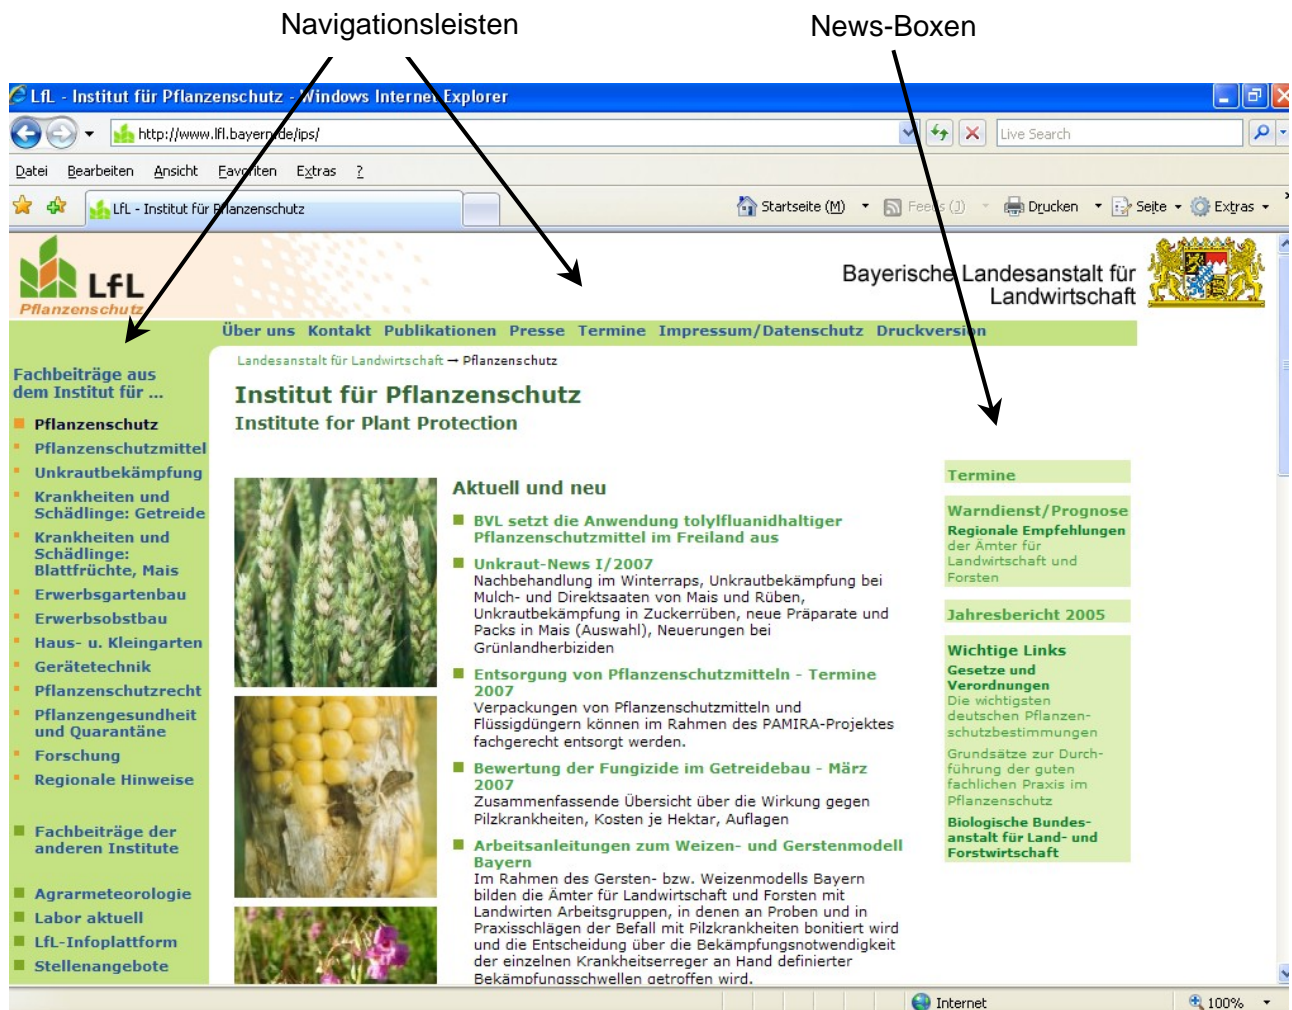 Navigationsleisten
News-Boxen
LfL - Institut für Pflanzenschutz - Windows Internet Explorer
http://www.lfl.bayern.de/ips/
Live Search
Datei Bearbeiten Ansicht Favoriten Extras ?
LfL - Institut für Pflanzenschutz
Startseite (M) Feeds (J) Drucken Seite Extras
LfL
Pflanzenschutz
Bayerische Landesanstalt für
Landwirtschaft
Über uns Kontakt Publikationen Presse Termine Impressum/Datenschutz Druckversion
Landesanstalt für Landwirtschaft → Pflanzenschutz
Fachbeiträge aus
dem Institut für ...
Pflanzenschutz
Pflanzenschutzmittel
Unkrautbekämpfung
Krankheiten und
Schädlinge: Getreide
Krankheiten und
Schädlinge:
Blattfrüchte, Mais
Erwerbsgartenbau
Erwerbsobstbau
Haus- u. Kleingarten
Gerätetechnik
Pflanzenschutzrecht
Pflanzengesundheit
und Quarantäne
Forschung
Regionale Hinweise
Fachbeiträge der
anderen Institute
Agrarmeteorologie
Labor aktuell
LfL-Infoplattform
Stellenangebote
Institut für Pflanzenschutz
Institute for Plant Protection
Aktuell und neu
BVL setzt die Anwendung tolylfluanidhaltiger
Pflanzenschutzmittel im Freiland aus
Unkraut-News I/2007
Nachbehandlung im Winterraps, Unkrautbekämpfung bei
Mulch- und Direktsaaten von Mais und Rüben,
Unkrautbekämpfung in Zuckerrüben, neue Präparate und
Packs in Mais (Auswahl), Neuerungen bei
Grünlandherbiziden
Entsorgung von Pflanzenschutzmitteln - Termine
2007
Verpackungen von Pflanzenschutzmitteln und
Flüssigdüngern können im Rahmen des PAMIRA-Projektes
fachgerecht entsorgt werden.
Bewertung der Fungizide im Getreidebau - März
2007
Zusammenfassende Übersicht über die Wirkung gegen
Pilzkrankheiten, Kosten je Hektar, Auflagen
Arbeitsanleitungen zum Weizen- und Gerstenmodell
Bayern
Im Rahmen des Gersten- bzw. Weizenmodells Bayern
bilden die Ämter für Landwirtschaft und Forsten mit
Landwirten Arbeitsgruppen, in denen an Proben und in
Praxisschlägen der Befall mit Pilzkrankheiten bonitiert wird
und die Entscheidung über die Bekämpfungsnotwendigkeit
der einzelnen Krankheitserreger an Hand definierter
Bekämpfungsschwellen getroffen wird.
Termine
Warndienst/Prognose
Regionale Empfehlungen
der Ämter für
Landwirtschaft und
Forsten
Jahresbericht 2005
Wichtige Links
Gesetze und
Verordnungen
Die wichtigsten
deutschen Pflanzen-
schutzbestimmungen
Grundsätze zur Durch-
führung der guten
fachlichen Praxis im
Pflanzenschutz
Biologische Bundes-
anstalt für Land- und
Forstwirtschaft
Internet
100%